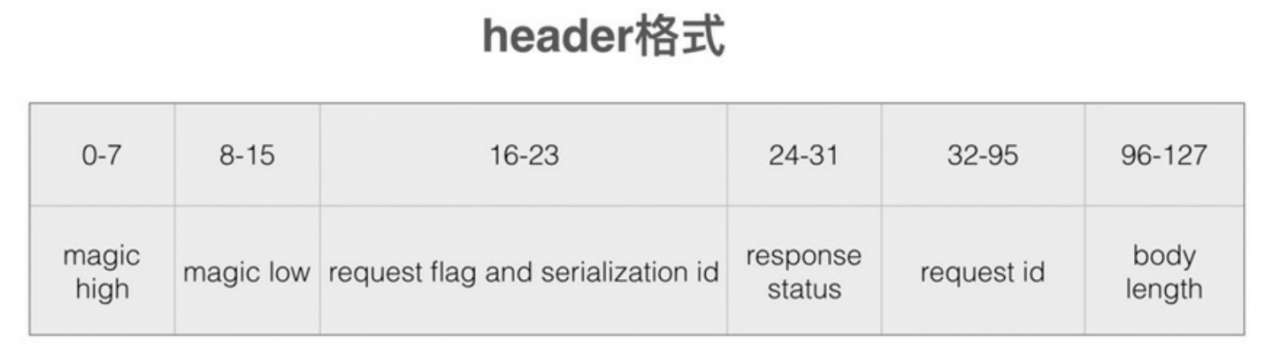 header格式
0-7 8-15 16-23 24-31 32-95 96-127
magic high
magic low
request flag and serialization id
response status
request id
body length